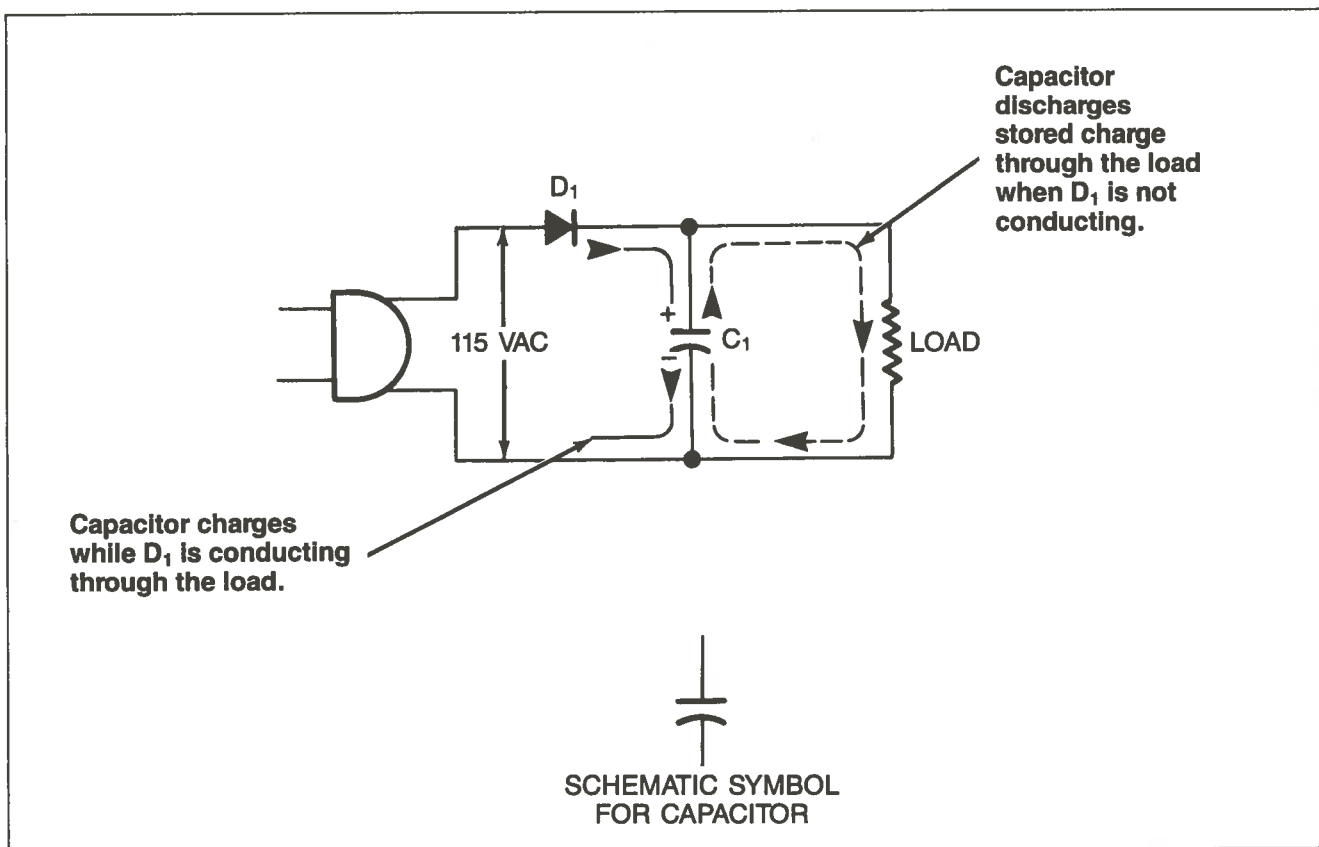 Capacitor
discharges
stored charge
through the load
when D₁ is not
conducting.
D₁
115 VAC
+
−
C₁
LOAD
Capacitor charges
while D₁ is conducting
through the load.
SCHEMATIC SYMBOL
FOR CAPACITOR